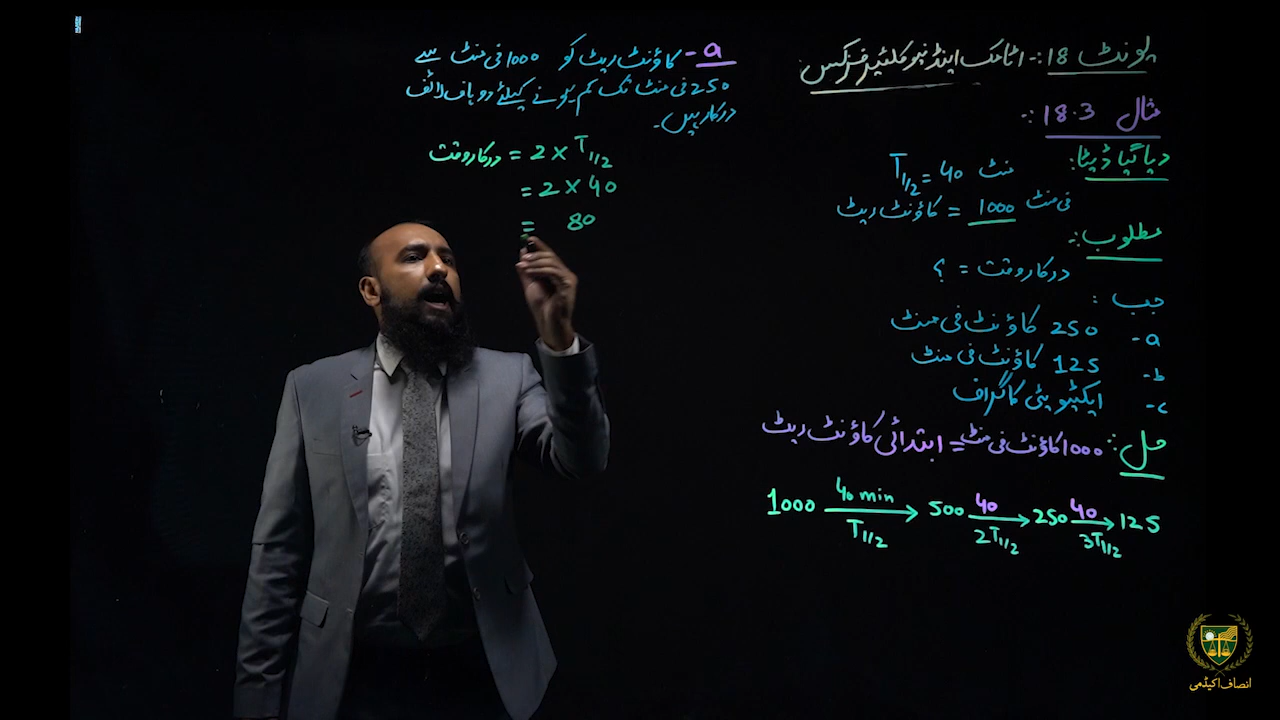 یونٹ 18:- اٹامک اینڈ نیوکلئیر فزکس
مثال 18.3 :-
دیا گیا ڈیٹا:
T1/2 = 40 منٹ
کاؤنٹ ریٹ = 1000 فی منٹ
مطلوب :-
درکار وقت = ؟
جب :
a- 250 کاؤنٹ فی منٹ
b- 125 کاؤنٹ فی منٹ
c- ایکٹیویٹی کا گراف
حل :-
1000 کاؤنٹ فی منٹ = ابتدائی کاؤنٹ ریٹ
1000 40 min T1/2 → 500 40 2T1/2 → 250 40 3T1/2 → 125
a- کاؤنٹ ریٹ کو 1000 فی منٹ سے
250 فی منٹ تک کم ہونے کیلئے دو ہاف لائف
درکار ہیں۔
درکار وقت = 2 × T1/2
= 2 × 40
= 80
انصاف اکیڈمی